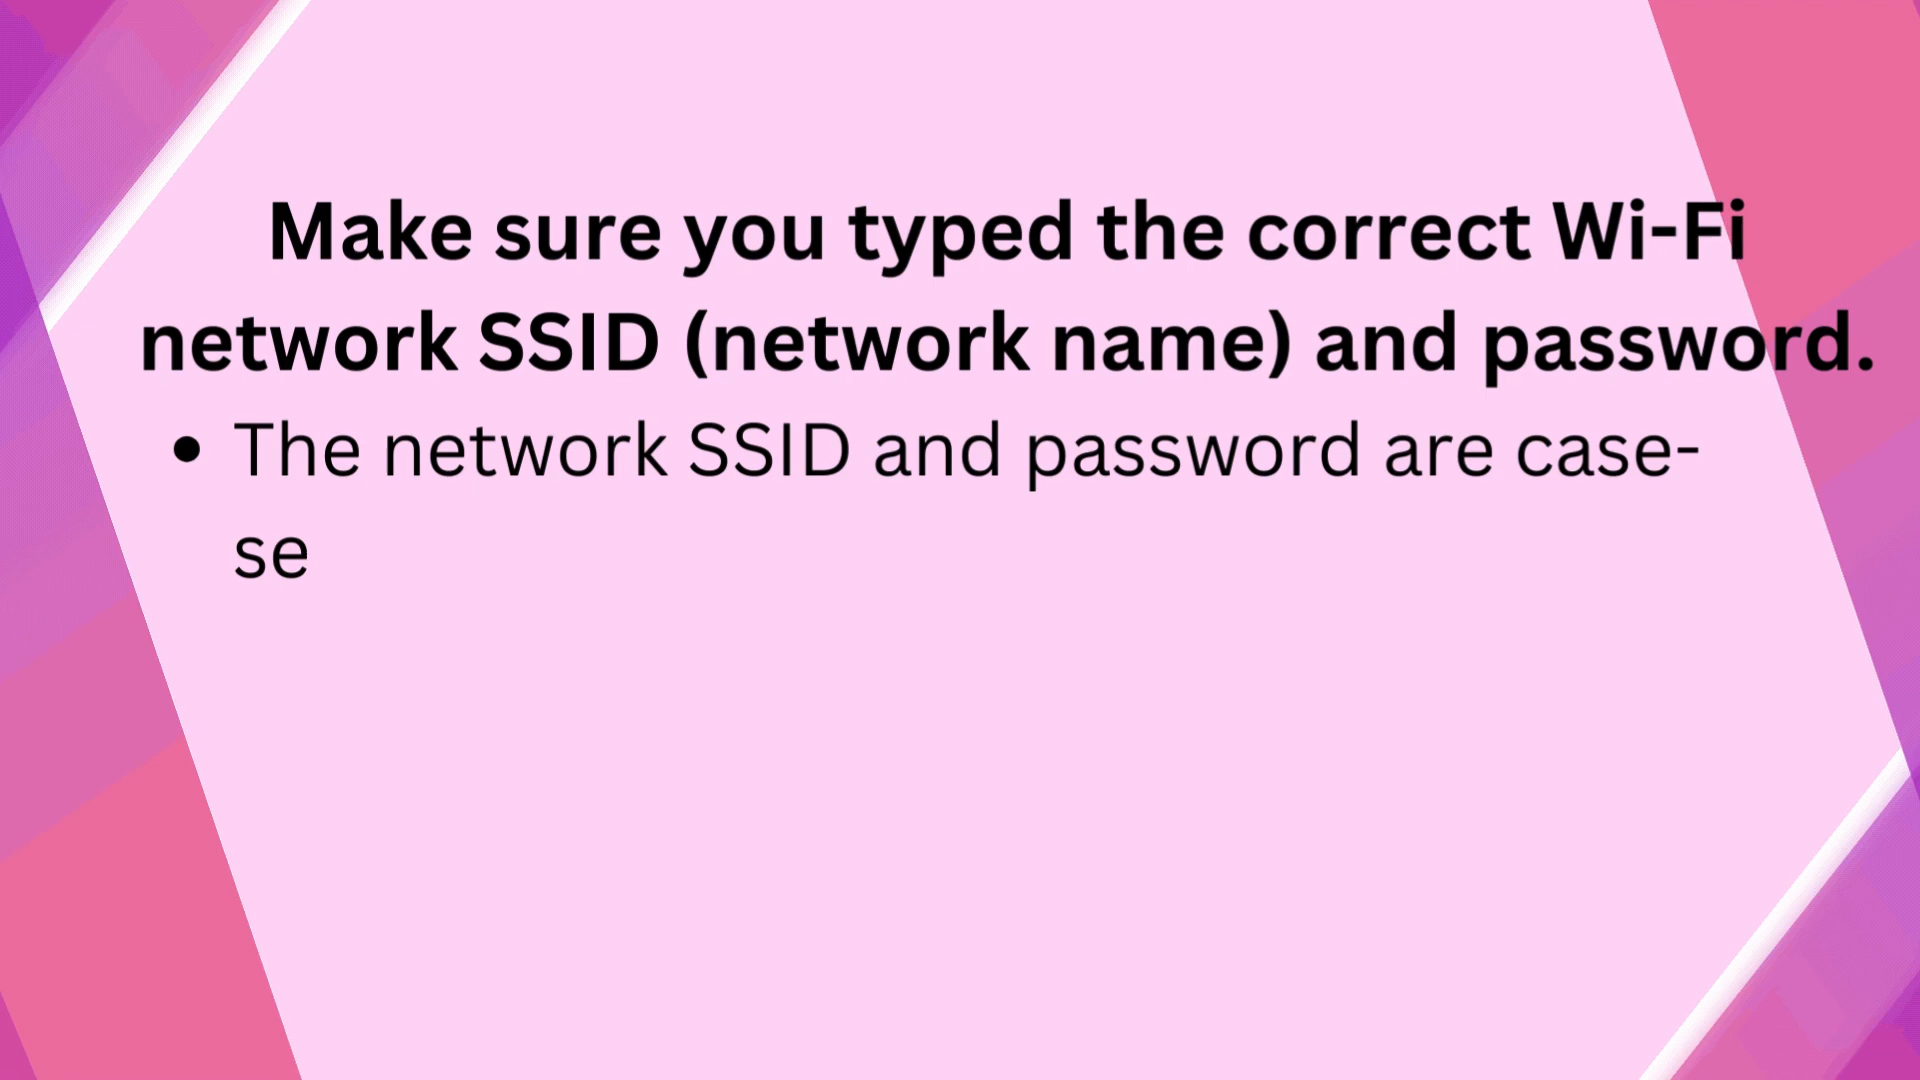 Make sure you typed the correct Wi-Fi
network SSID (network name) and password.
• The network SSID and password are case-
se